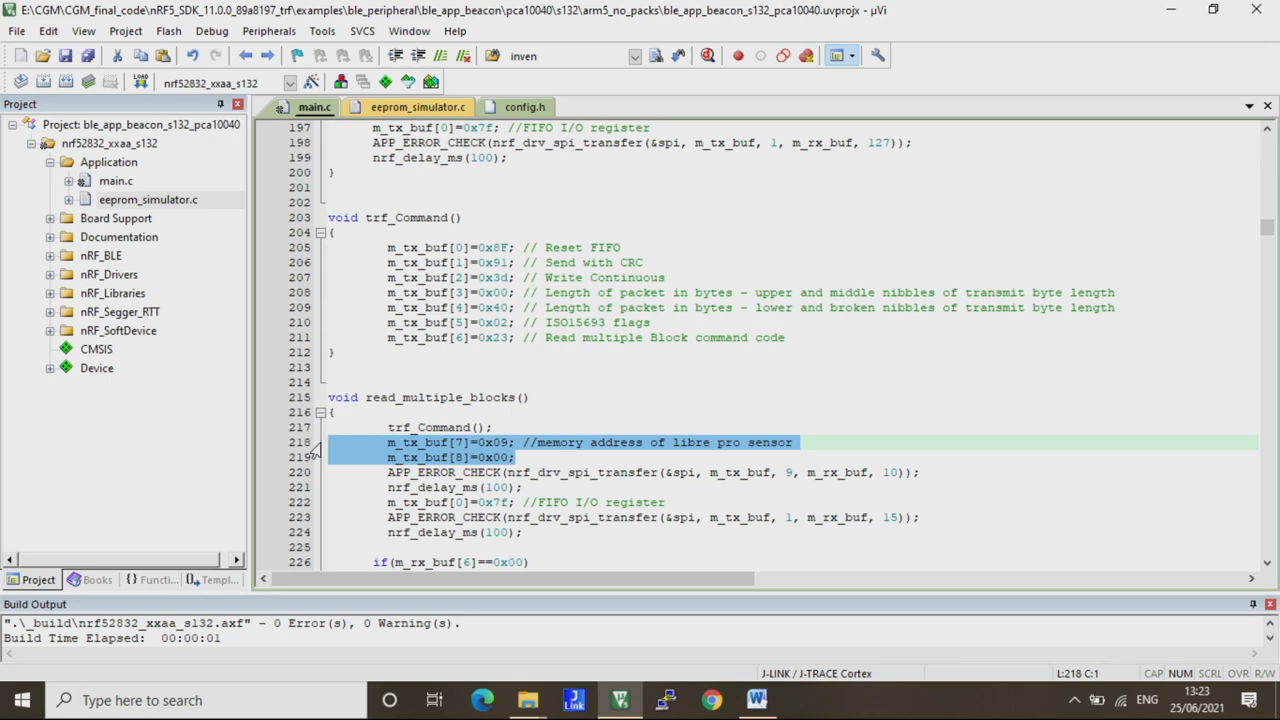 E:\CGM\CGM_final_code\nRF5_SDK_11.0.0_89a8197_trf\examples\ble_peripheral\ble_app_beacon\pca10040\s132\arm5_no_packs\ble_app_beacon_s132_pca10040.uvprojx - µVision
File Edit View Project Flash Debug Peripherals Tools SVCS Window Help
inven
LOAD nrf52832_xxaa_s132
Project
main.c eeprom_simulator.c config.h
Project: ble_app_beacon_s132_pca10040
nrf52832_xxaa_s132
Application
main.c
eeprom_simulator.c
Board Support
Documentation
nRF_BLE
nRF_Drivers
nRF_Libraries
nRF_Segger_RTT
nRF_SoftDevice
CMSIS
Device
197 m_tx_buf[0]=0x7f; //FIFO I/O register
198 APP_ERROR_CHECK(nrf_drv_spi_transfer(&spi, m_tx_buf, 1, m_rx_buf, 127));
199 nrf_delay_ms(100);
200 }
201
202
203 void trf_Command()
204 {
205 m_tx_buf[0]=0x8F; // Reset FIFO
206 m_tx_buf[1]=0x91; // Send with CRC
207 m_tx_buf[2]=0x3d; // Write Continuous
208 m_tx_buf[3]=0x00; // Length of packet in bytes - upper and middle nibbles of transmit byte length
209 m_tx_buf[4]=0x40; // Length of packet in bytes - lower and broken nibbles of transmit byte length
210 m_tx_buf[5]=0x02; // ISO15693 flags
211 m_tx_buf[6]=0x23; // Read multiple Block command code
212 }
213
214
215 void read_multiple_blocks()
216 {
217 trf_Command();
218 m_tx_buf[7]=0x09; //memory address of libre pro sensor
219 m_tx_buf[8]=0x00;
220 APP_ERROR_CHECK(nrf_drv_spi_transfer(&spi, m_tx_buf, 9, m_rx_buf, 10));
221 nrf_delay_ms(100);
222 m_tx_buf[0]=0x7f; //FIFO I/O register
223 APP_ERROR_CHECK(nrf_drv_spi_transfer(&spi, m_tx_buf, 1, m_rx_buf, 15));
224 nrf_delay_ms(100);
225
226 if(m_rx_buf[6]==0x00)
Project Books {} Functi... Templ...
Build Output
".\_build\nrf52832_xxaa_s132.axf" - 0 Error(s), 0 Warning(s).
Build Time Elapsed: 00:00:01
J-LINK / J-TRACE Cortex L:218 C:1 CAP NUM SCRL OVR R/W
Type here to search
J Link
ENG
13:23
25/06/2021